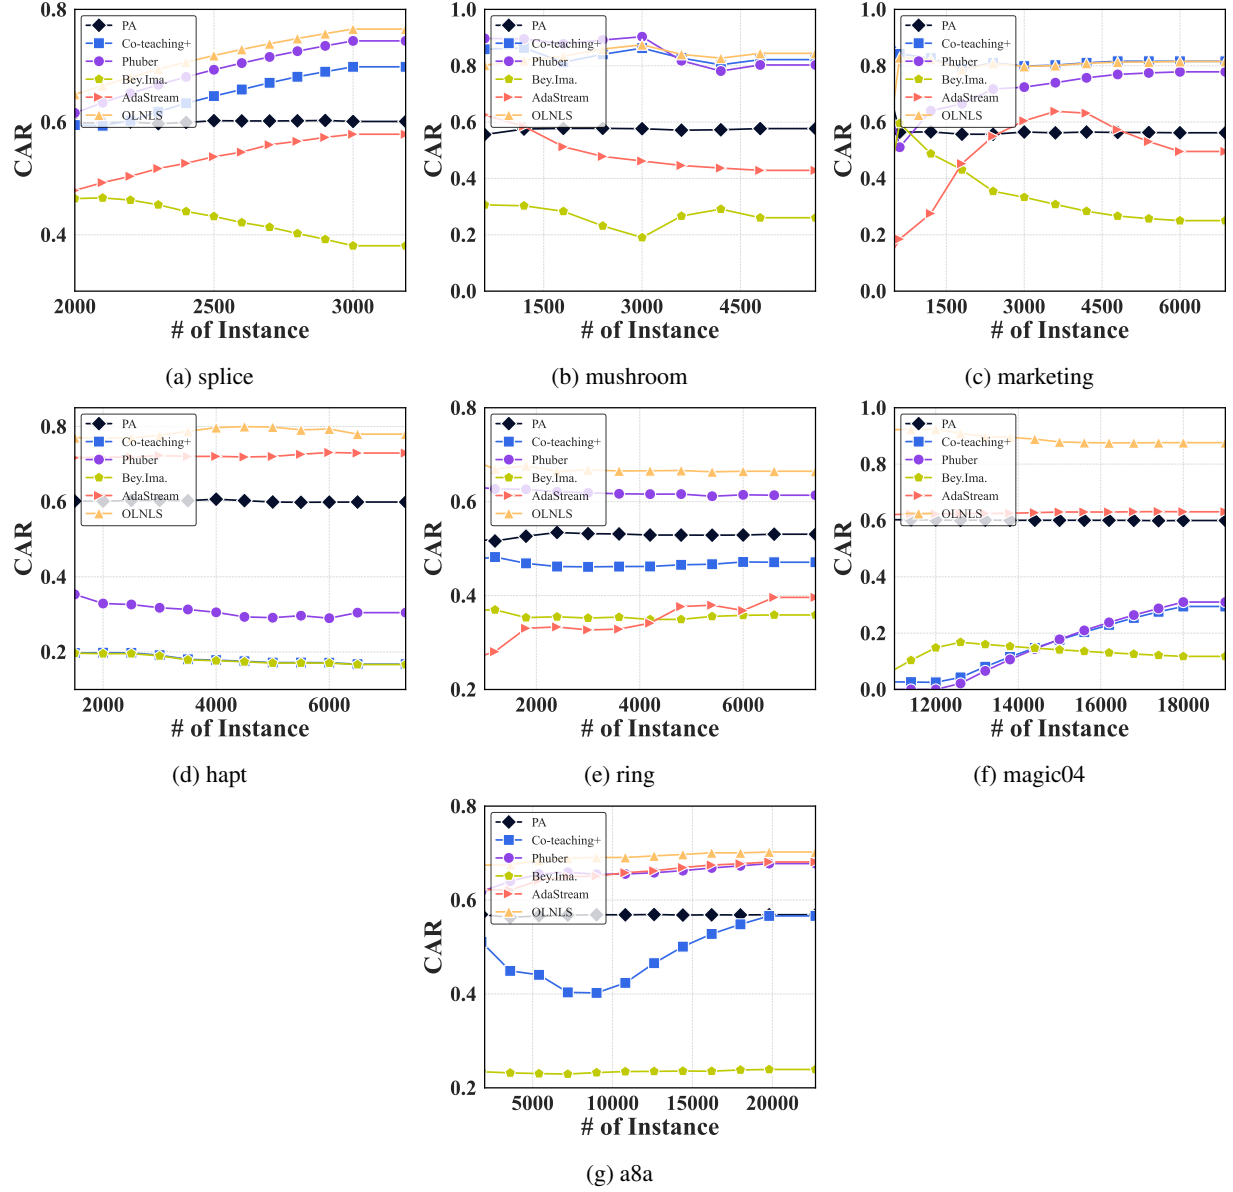 0.8
0.6
0.4
CAR
PA
Co-teaching+
Phuber
Bey.Ima.
AdaStream
OLNLS
2000 2500 3000
# of Instance
(a) splice
1.0
0.8
0.6
0.4
0.2
0.0
CAR
PA
Co-teaching+
Phuber
Bey.Ima.
AdaStream
OLNLS
1500 3000 4500
# of Instance
(b) mushroom
1.0
0.8
0.6
0.4
0.2
0.0
CAR
PA
Co-teaching+
Phuber
Bey.Ima.
AdaStream
OLNLS
1500 3000 4500 6000
# of Instance
(c) marketing
0.8
0.6
0.4
0.2
CAR
PA
Co-teaching+
Phuber
Bey.Ima.
AdaStream
OLNLS
2000 4000 6000
# of Instance
(d) hapt
0.8
0.6
0.4
0.2
CAR
PA
Co-teaching+
Phuber
Bey.Ima.
AdaStream
OLNLS
2000 4000 6000
# of Instance
(e) ring
1.0
0.8
0.6
0.4
0.2
0.0
CAR
PA
Co-teaching+
Phuber
Bey.Ima.
AdaStream
OLNLS
12000 14000 16000 18000
# of Instance
(f) magic04
0.8
0.6
0.4
0.2
CAR
PA
Co-teaching+
Phuber
Bey.Ima.
AdaStream
OLNLS
5000 10000 15000 20000
# of Instance
(g) a8a